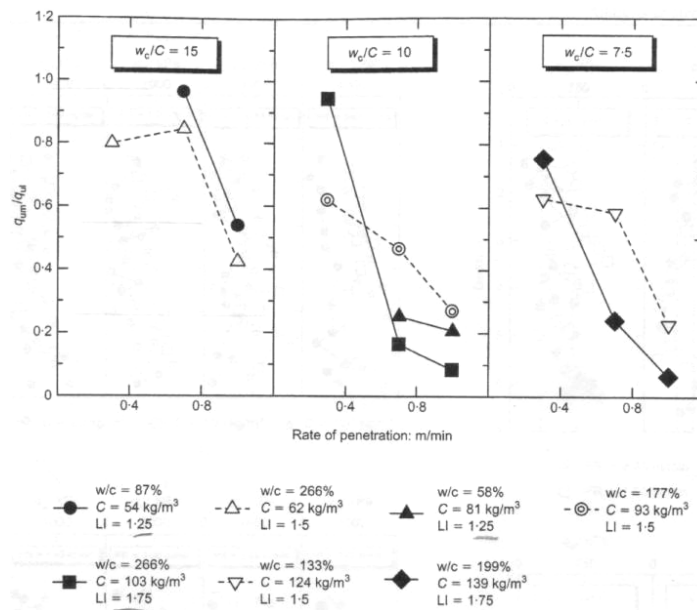 1·2
1·0
0·8
0·6
0·4
0·2
0
q_um/q_ul
w_c/C = 15
w_c/C = 10
w_c/C = 7·5
0·4 0·8 0·4 0·8 0·4 0·8
Rate of penetration: m/min
w/c = 87%
C = 54 kg/m³
LI = 1·25
w/c = 266%
C = 62 kg/m³
LI = 1·5
w/c = 58%
C = 81 kg/m³
LI = 1·25
w/c = 177%
C = 93 kg/m³
LI = 1·5
w/c = 266%
C = 103 kg/m³
LI = 1·75
w/c = 133%
C = 124 kg/m³
LI = 1·5
w/c = 199%
C = 139 kg/m³
LI = 1·75